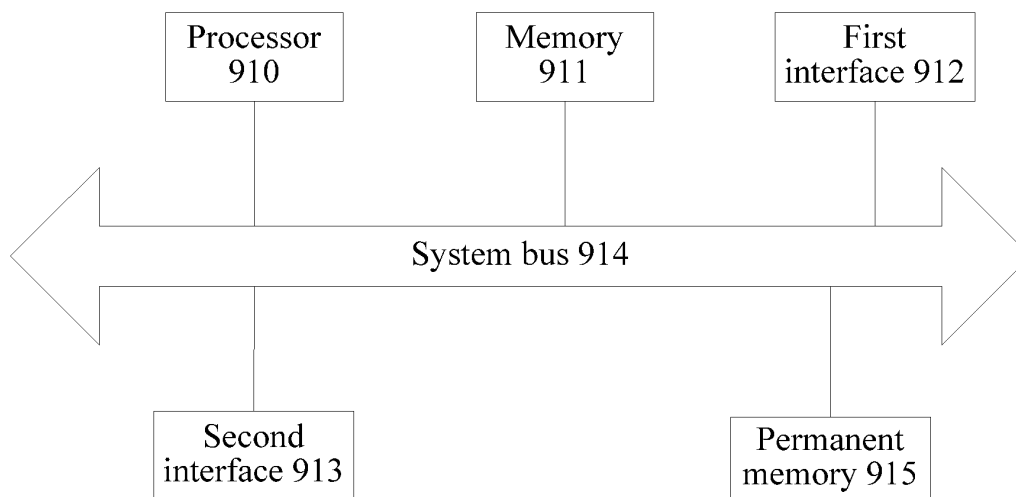 Processor
910
Memory
911
First
interface 912
System bus 914
Second
interface 913
Permanent
memory 915